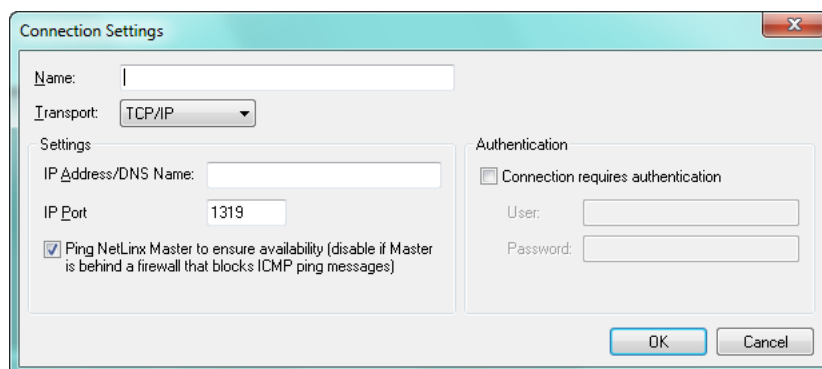 Connection Settings
Name:
Transport: TCP/IP
Settings
IP Address/DNS Name:
IP Port 1319
Ping NetLinx Master to ensure availability (disable if Master
is behind a firewall that blocks ICMP ping messages)
Authentication
Connection requires authentication
User:
Password:
OK Cancel